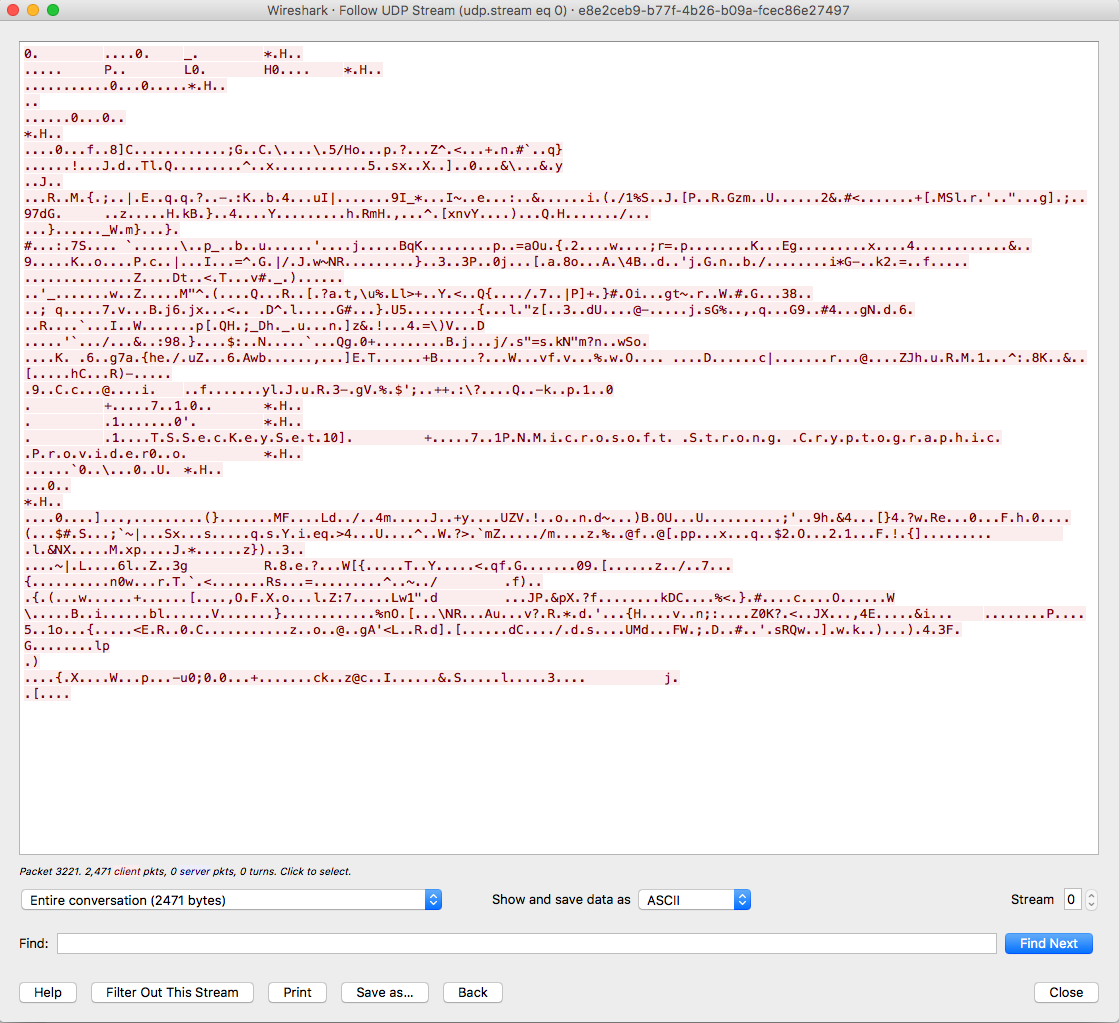 Wireshark · Follow UDP Stream (udp.stream eq 0) · e8e2ceb9-b77f-4b26-b09a-fcec86e27497
0. ....0. _. *.H..
..... P.. L0. H0.... *.H..
...........0...0.....*.H..
..
......0...0..
*.H..
....0...f..8]C............;G..C.\....\.5/Ho...p.?...Z^.<...+.n.#`..q}
......!...J.d..Tl.Q.........^..x............5..sx..X..]..0...&\...&.y
..J..
...R..M.{.;..|.E..q.q.?..–.:K..b.4...uI|.......9I_*...I~..e...:..&......i.(./1%S..J.[P..R.Gzm..U......2&.#<.......+[.MSl.r.'.."...g].;..
97dG. ..z.....H.kB.}..4....Y.........h.RmH.,...^.[xnvY....)...Q.H......./...
...}......_W.m}...}.
#...:.7S.... `......\..p_..b..u......'....j.....BqK.........p..=aOu.{.2....w....;r=.p........K...Eg.........x....4............&..
9.....K..o....P.c..|...I...=^.G.|/.J.w~NR.........}..3..3P..0j...[.a.8o...A.\4B..d..'j.G.n..b./........i*G–..k2.=..f.....
..............Z....Dt..<.T...v#._.)......
..'_.......w..Z.....M"^.(....Q...R..[.?a.t,\u%.Ll>+..Y.<..Q{..../.7..|P]+.}#.Oi...gt~.r..W.#.G...38..
..; q.....7.v...B.j6.jx...<.. .D^.l.....G#...}.U5.........{...l."z[..3..dU....@–.....j.sG%..,.q...G9..#4...gN.d.6.
..R....`...I..W.......p[.QH.;_Dh._.u...n.]z&.!...4.=\)V...D
.....'`.../...&..:98.}....$:..N.....`...Qg.0+.........B.j...j/.s"=s.kN"m?n..wSo.
....K. .6..g7a.{he./.uZ...6.Awb......,...]E.T......+B.....?...W...vf.v...%.w.O.... ....D......c|.......r...@....ZJh.u.R.M.1...^:.8K..&..
[.....hC...R)–.....
.9..C.c...@....i. ..f.......yl.J.u.R.3–.gV.%.$';..++.:\?....Q..–k..p.1..0
. +.....7..1.0.. *.H..
. .1.......0'. *.H..
. .1....T.S.S.e.c.K.e.y.S.e.t.10]. +.....7..1P.N.M.i.c.r.o.s.o.f.t. .S.t.r.o.n.g. .C.r.y.p.t.o.g.r.a.p.h.i.c.
.P.r.o.v.i.d.e.r0..o. *.H..
......`0..\...0..U. *.H..
...0..
*.H..
....0....]...,.........(}.......MF....Ld../..4m.....J..+y....UZV.!..o..n.d~...)B.OU...U..........;'..9h.&4...[}4.?w.Re...0...F.h.0....
(...$#.S...;`~|...Sx...s.....q.s.Y.i.eq.>4...U....^..W.?>.`mZ...../m....z.%..@f..@[.pp...x...q..$2.O...2.1...F.!.{].........
.l.&NX.....M.xp....J.*......z})..3..
....~|.L....6l..Z..3g R.8.e.?...W[{.....T..Y.....<.qf.G.......09.[......z../..7...
{..........n0w...r.T.`.<.......Rs...=.........^..~../ .f)..
.{.(...w......+......[....,O.F.X.o...l.Z:7.....Lw1".d ...JP.&pX.?f........kDC....%<.}.#....c....O......W
\.....B..i.....bl......V.......}............%nO.[...\NR...Au...v?.R.*.d.'...{H....v..n;:....Z0K?.<..JX...,4E.....&i... ........P....
5..1o...{.....<E.R..0.C...........z..o..@..gA'<L..R.d].[......dC..../.d.s....UMd...FW.;.D..#..'.sRQw..].w.k..)...).4.3F.
G........lp
.)
....{.X....W...p...–u0;0.0...+.......ck..z@c..I......&.S.....l.....3.... j.
.[....
Packet 3221. 2,471 client pkts, 0 server pkts, 0 turns. Click to select.
Entire conversation (2471 bytes)
Show and save data as
ASCII
Stream
0
Find:
Find Next
Help
Filter Out This Stream
Print
Save as...
Back
Close